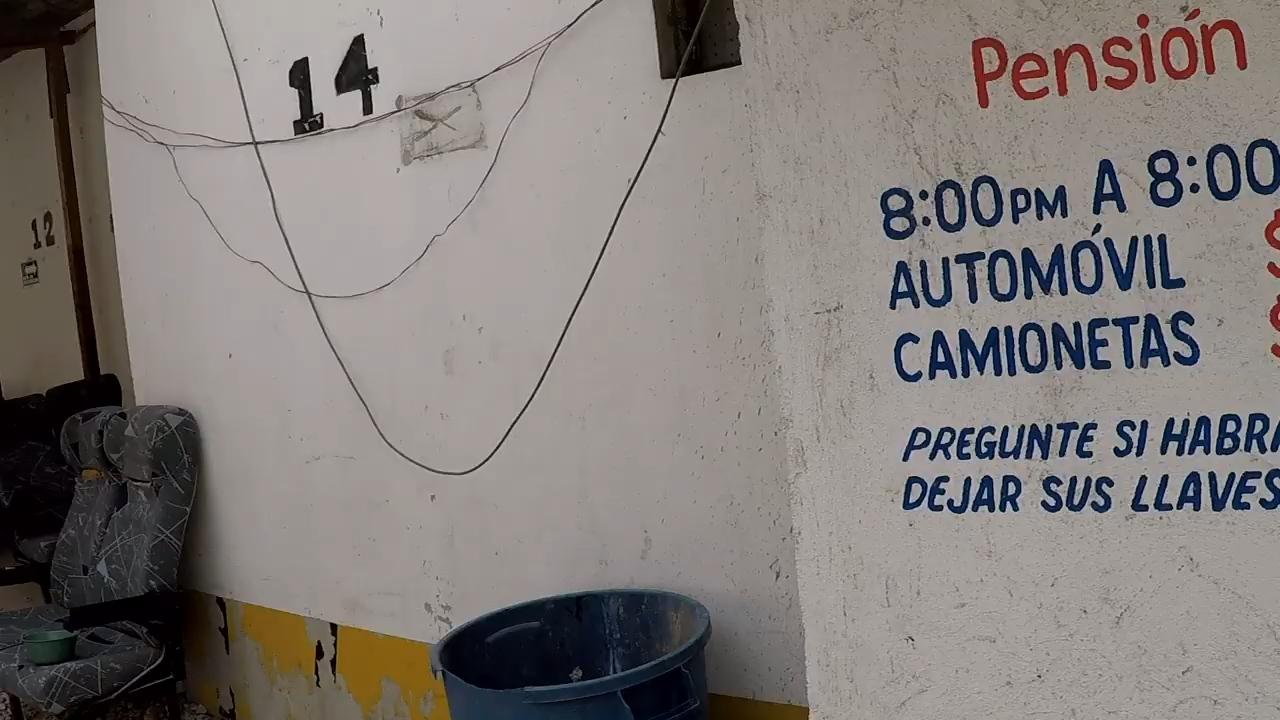 14
12
Pensión
8:00PM A 8:00
AUTOMÓVIL
CAMIONETAS
PREGUNTE SI HABRA
DEJAR SUS LLAVES